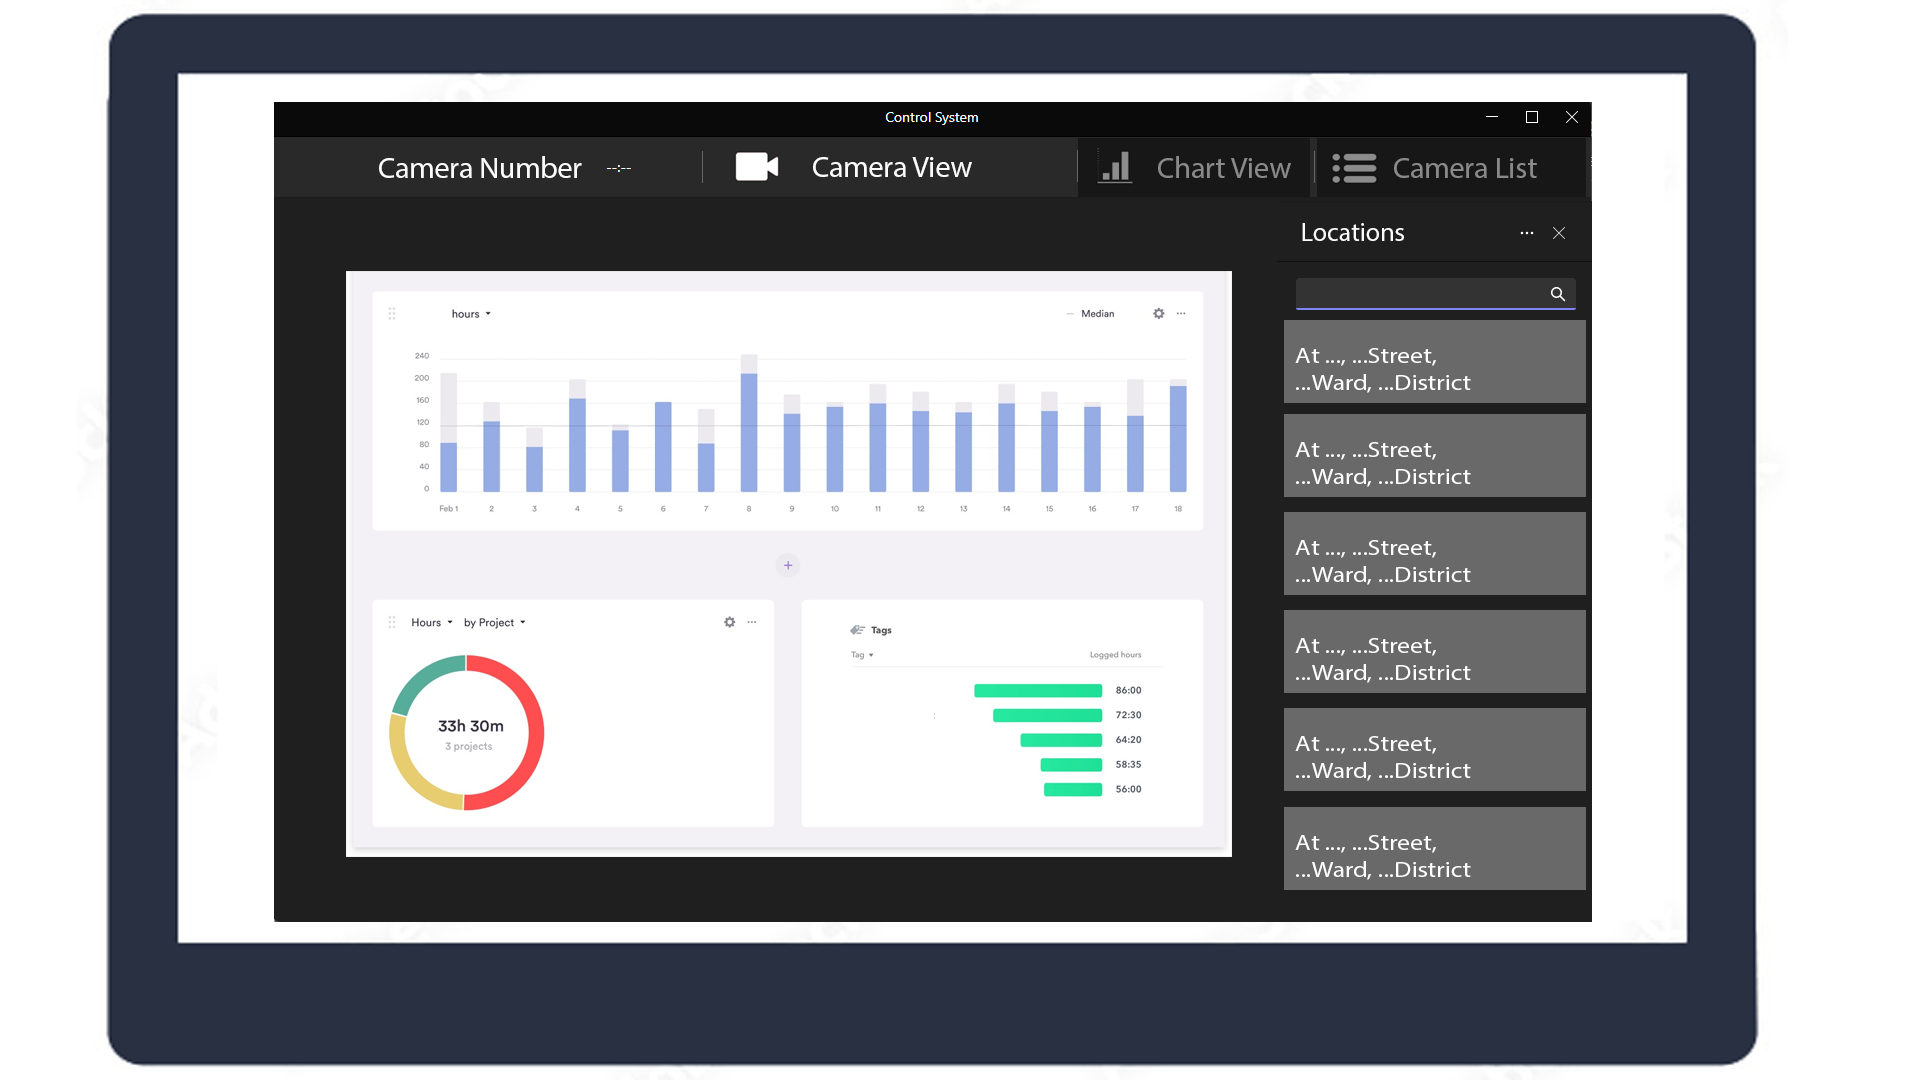 Control System
Camera Number --:-- Camera View Chart View Camera List
Locations ...
hours Median ...
240
200
160
120
80
40
0
Feb 1 2 3 4 5 6 7 8 9 10 11 12 13 14 15 16 17 18
+
Hours by Project ...
33h 30m
3 projects
Tags
Tag Logged hours
86:00
: 72:30
64:20
58:35
56:00
At ..., ...Street,
...Ward, ...District
At ..., ...Street,
...Ward, ...District
At ..., ...Street,
...Ward, ...District
At ..., ...Street,
...Ward, ...District
At ..., ...Street,
...Ward, ...District
At ..., ...Street,
...Ward, ...District